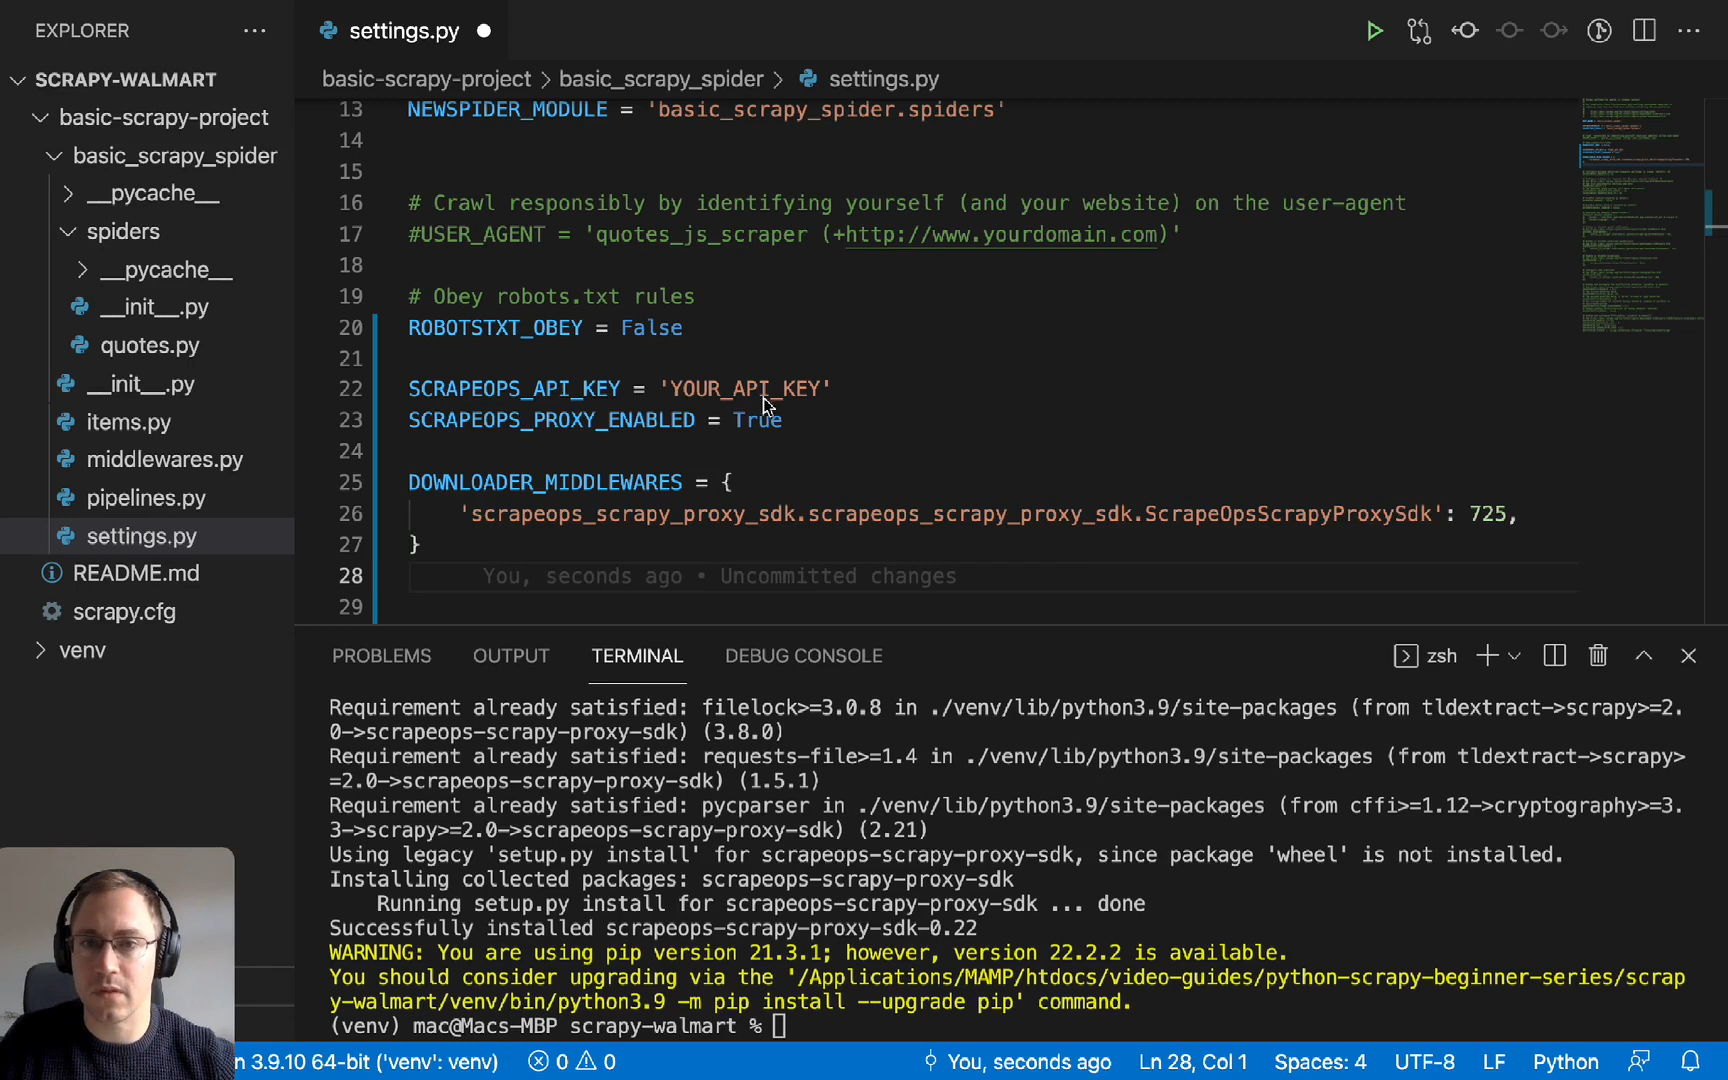 EXPLORER
SCRAPY-WALMART
basic-scrapy-project
basic_scrapy_spider
__pycache__
spiders
__pycache__
__init__.py
quotes.py
__init__.py
items.py
middlewares.py
pipelines.py
settings.py
README.md
scrapy.cfg
venv
settings.py
basic-scrapy-project > basic_scrapy_spider > settings.py
13 NEWSPIDER_MODULE = 'basic_scrapy_spider.spiders'
14
15
16 # Crawl responsibly by identifying yourself (and your website) on the user-agent
17 #USER_AGENT = 'quotes_js_scraper (+http://www.yourdomain.com)'
18
19 # Obey robots.txt rules
20 ROBOTSTXT_OBEY = False
21
22 SCRAPEOPS_API_KEY = 'YOUR_API_KEY'
23 SCRAPEOPS_PROXY_ENABLED = True
24
25 DOWNLOADER_MIDDLEWARES = {
26 'scrapeops_scrapy_proxy_sdk.scrapeops_scrapy_proxy_sdk.ScrapeOpsScrapyProxySdk': 725,
27 }
28 You, seconds ago • Uncommitted changes
29
PROBLEMS OUTPUT TERMINAL DEBUG CONSOLE zsh
Requirement already satisfied: filelock>=3.0.8 in ./venv/lib/python3.9/site-packages (from tldextract->scrapy>=2.
0->scrapeops-scrapy-proxy-sdk) (3.8.0)
Requirement already satisfied: requests-file>=1.4 in ./venv/lib/python3.9/site-packages (from tldextract->scrapy>
=2.0->scrapeops-scrapy-proxy-sdk) (1.5.1)
Requirement already satisfied: pycparser in ./venv/lib/python3.9/site-packages (from cffi>=1.12->cryptography>=3.
3->scrapy>=2.0->scrapeops-scrapy-proxy-sdk) (2.21)
Using legacy 'setup.py install' for scrapeops-scrapy-proxy-sdk, since package 'wheel' is not installed.
Installing collected packages: scrapeops-scrapy-proxy-sdk
Running setup.py install for scrapeops-scrapy-proxy-sdk ... done
Successfully installed scrapeops-scrapy-proxy-sdk-0.22
WARNING: You are using pip version 21.3.1; however, version 22.2.2 is available.
You should consider upgrading via the '/Applications/MAMP/htdocs/video-guides/python-scrapy-beginner-series/scrap
y-walmart/venv/bin/python3.9 -m pip install --upgrade pip' command.
(venv) mac@Macs-MBP scrapy-walmart %
n 3.9.10 64-bit ('venv': venv) 0 0 You, seconds ago Ln 28, Col 1 Spaces: 4 UTF-8 LF Python